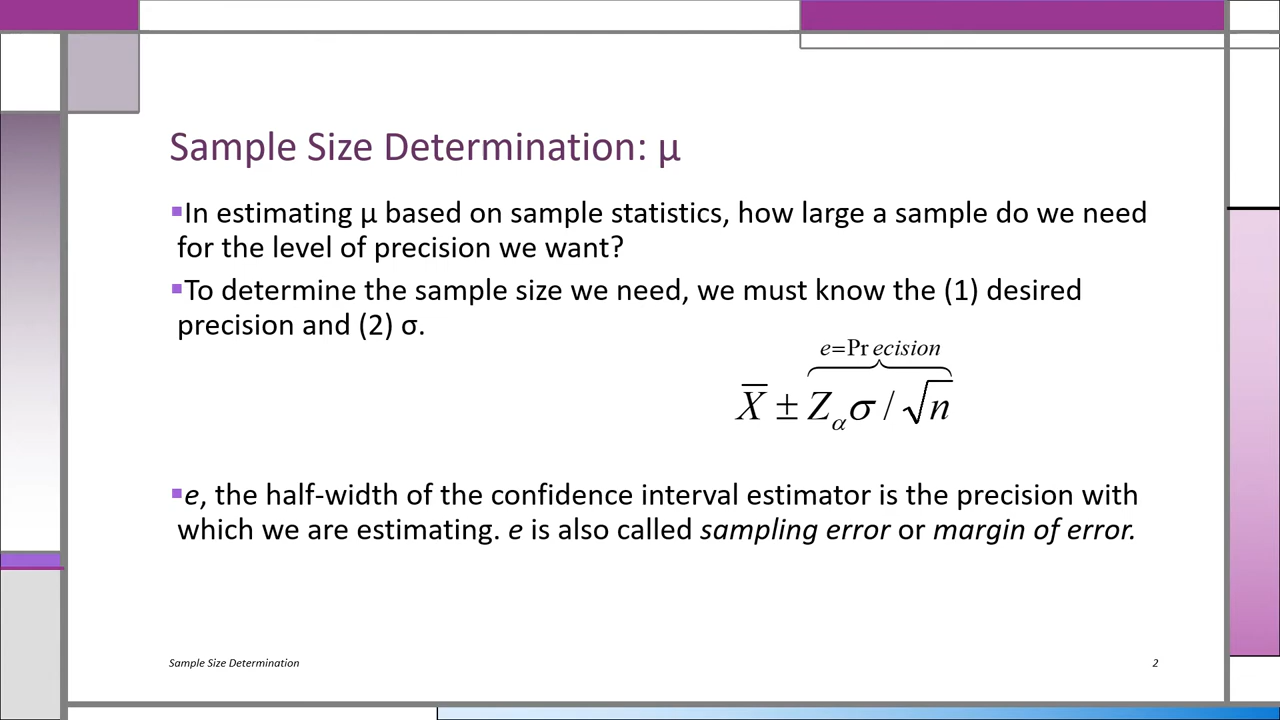 Sample Size Determination: μ
▪In estimating μ based on sample statistics, how large a sample do we need
for the level of precision we want?
▪To determine the sample size we need, we must know the (1) desired
precision and (2) σ.
e=Pr ecision
X̅ ± Z_α σ / √n
▪e, the half-width of the confidence interval estimator is the precision with
which we are estimating. e is also called sampling error or margin of error.
Sample Size Determination
2